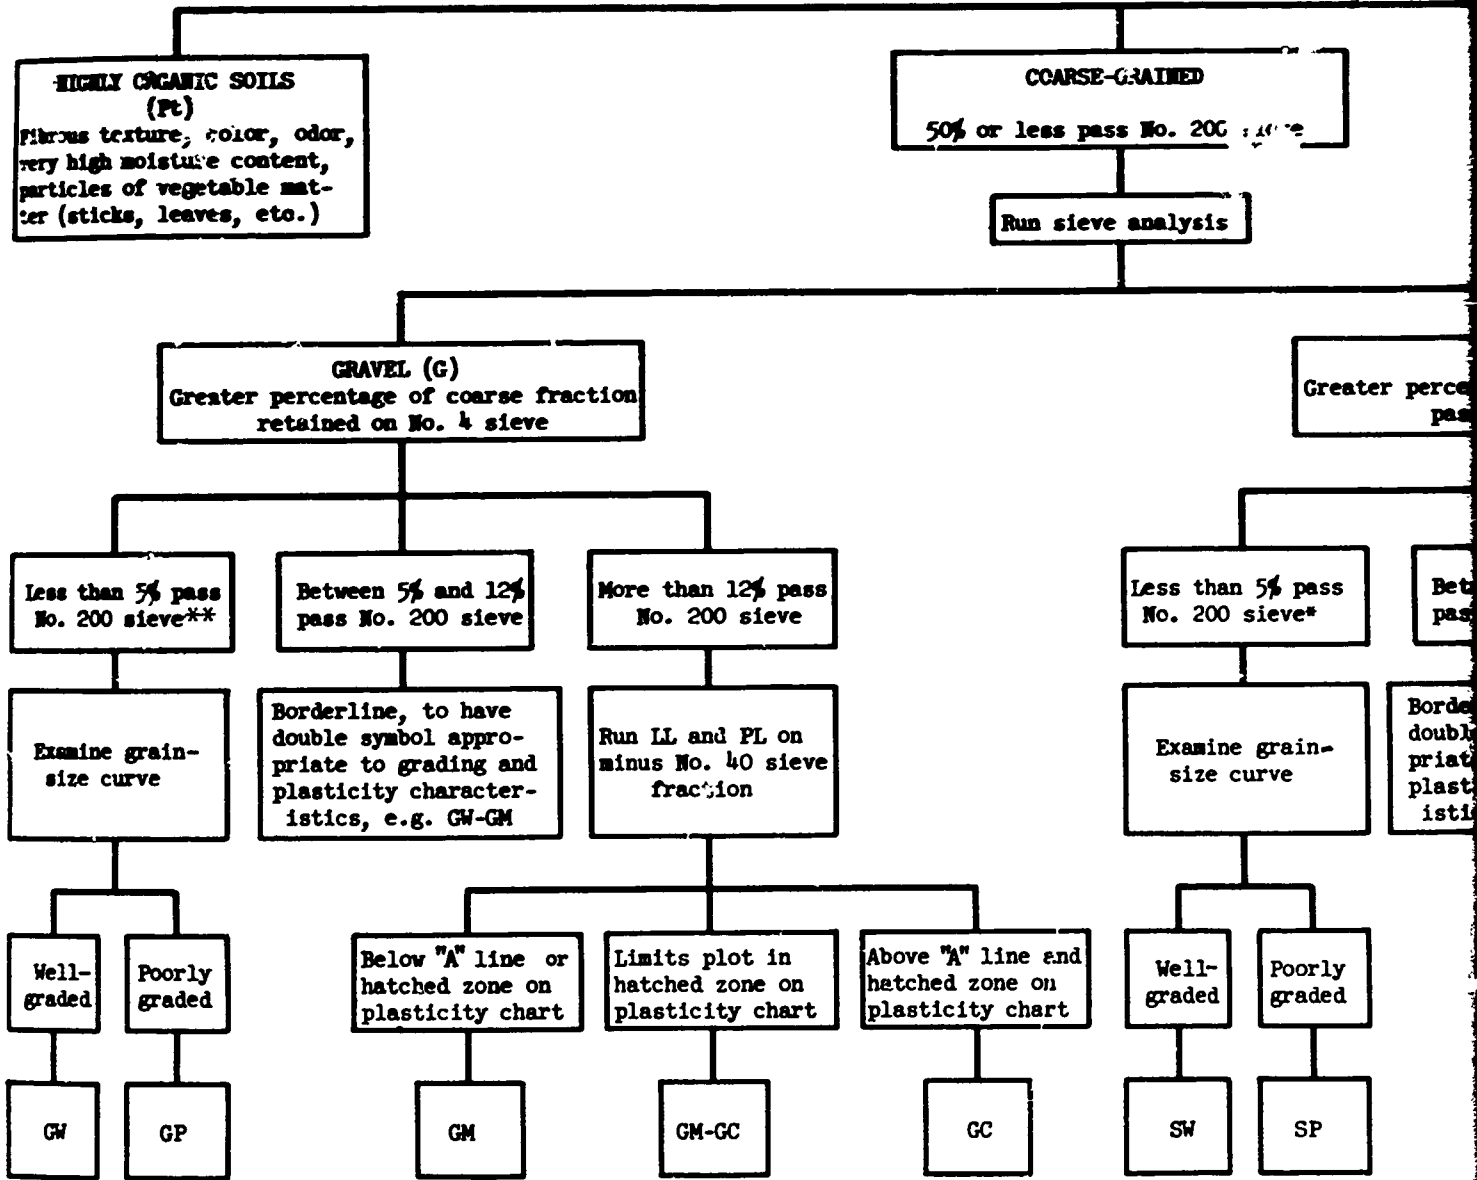 HIGHLY ORGANIC SOILS
(Pt)
Fibrous texture, color, odor,
very high moisture content,
particles of vegetable mat-
ter (sticks, leaves, etc.)
COARSE-GRAINED
50% or less pass No. 200
Run sieve analysis
GRAVEL (G)
Greater percentage of coarse fraction
retained on No. 4 sieve
Greater perce
pas
Less than 5% pass
No. 200 sieve**
Between 5% and 12%
pass No. 200 sieve
More than 12% pass
No. 200 sieve
Less than 5% pass
No. 200 sieve*
Bet
pas
Examine grain-
size curve
Borderline, to have
double symbol appro-
priate to grading and
plasticity character-
istics, e.g. GW-GM
Run LL and PL on
minus No. 40 sieve
fraction
Examine grain-
size curve
Borde
doubl
priat
plast
isti
Well-
graded
Poorly
graded
Below "A" line or
hatched zone on
plasticity chart
Limits plot in
hatched zone on
plasticity chart
Above "A" line and
hatched zone on
plasticity chart
Well-
graded
Poorly
graded
GW
GP
GM
GM-GC
GC
SW
SP